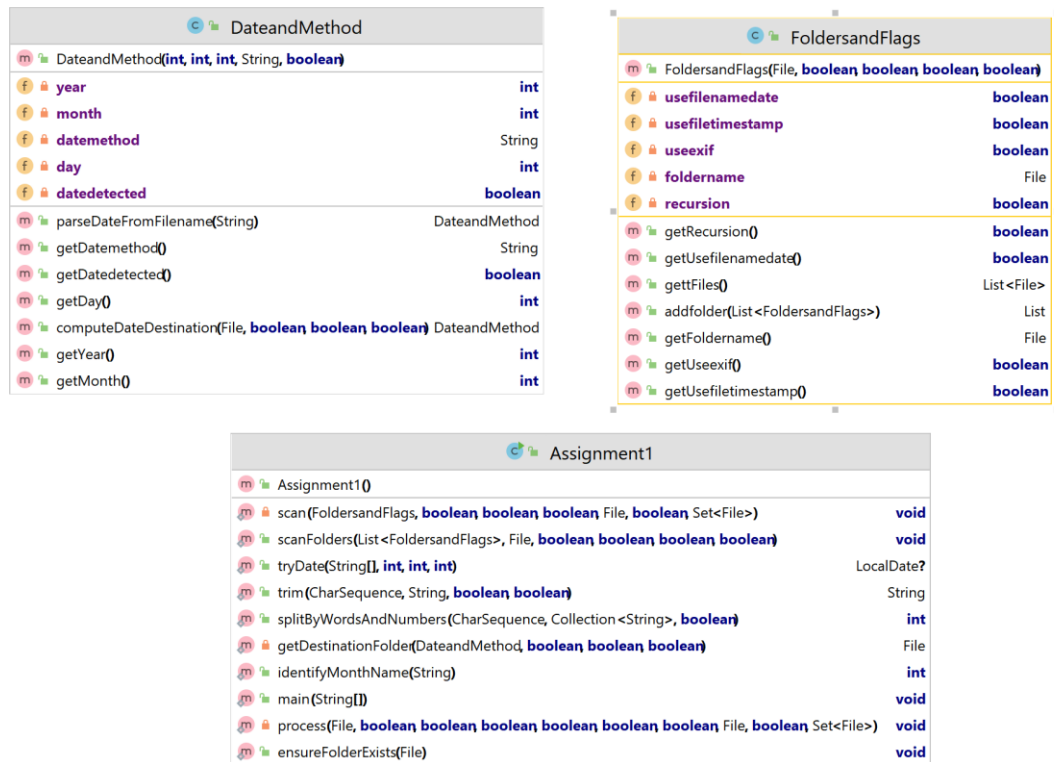 DateandMethod
DateandMethod(int, int, int, String, boolean)
year int
month int
datemethod String
day int
datedetected boolean
parseDateFromFilename(String) DateandMethod
getDatemethod() String
getDatedetected() boolean
getDay() int
computeDateDestination(File, boolean, boolean, boolean) DateandMethod
getYear() int
getMonth() int
FoldersandFlags
FoldersandFlags(File, boolean, boolean, boolean, boolean)
usefilenamedate boolean
usefiletimestamp boolean
useexif boolean
foldername File
recursion boolean
getRecursion() boolean
getUsefilenamedate() boolean
gettFiles() List<File>
addfolder(List<FoldersandFlags>) List
getFoldername() File
getUseexif() boolean
getUsefiletimestamp() boolean
Assignment1
Assignment1()
scan(FoldersandFlags, boolean, boolean, boolean, File, boolean, Set<File>) void
scanFolders(List<FoldersandFlags>, File, boolean, boolean, boolean, boolean) void
tryDate(String[], int, int, int) LocalDate?
trim(CharSequence, String, boolean, boolean) String
splitByWordsAndNumbers(CharSequence, Collection<String>, boolean) int
getDestinationFolder(DateandMethod, boolean, boolean, boolean) File
identifyMonthName(String) int
main(String[]) void
process(File, boolean, boolean, boolean, boolean, boolean, boolean, File, boolean, Set<File>) void
ensureFolderExists(File) void